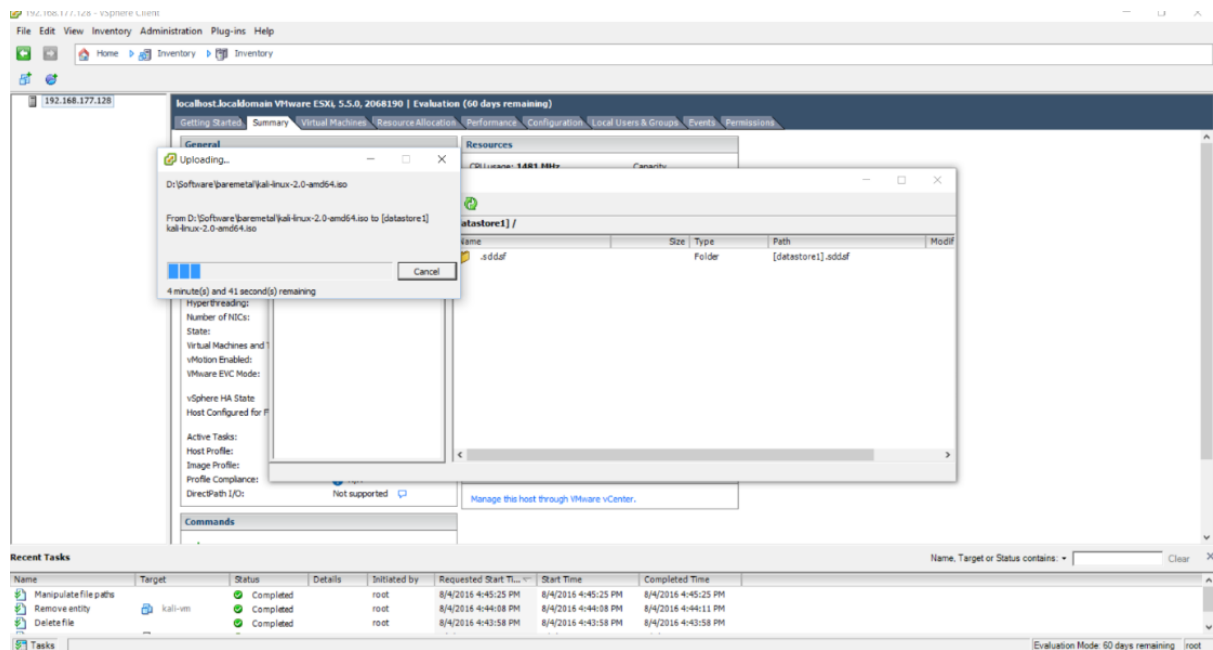 192.168.177.128 - vSphere Client
File Edit View Inventory Administration Plug-ins Help
Home Inventory Inventory
192.168.177.128
localhost.localdomain VMware ESXi, 5.5.0, 2068190 | Evaluation (60 days remaining)
Getting Started Summary Virtual Machines Resource Allocation Performance Configuration Local Users & Groups Events Permissions
General
Resources
CPU usage: 1481 MHz Capacity
Uploading...
D:\Software\baremetal\kali-linux-2.0-amd64.iso
From D:\Software\baremetal\kali-linux-2.0-amd64.iso to [datastore1]
kali-linux-2.0-amd64.iso
Cancel
4 minute(s) and 41 second(s) remaining
atastore1] /
Name Size Type Path Modif
.sddsf Folder [datastore1].sddsf
Hyperthreading:
Number of NICs:
State:
Virtual Machines and T
vMotion Enabled:
VMware EVC Mode:
vSphere HA State
Host Configured for F
Active Tasks:
Host Profile:
Image Profile:
Profile Compliance:
DirectPath I/O: Not supported
Manage this host through VMware vCenter.
Commands
Recent Tasks
Name, Target or Status contains: Clear
Name Target Status Details Initiated by Requested Start Ti... Start Time Completed Time
Manipulate file paths Completed root 8/4/2016 4:45:25 PM 8/4/2016 4:45:25 PM 8/4/2016 4:45:25 PM
Remove entity kali-vm Completed root 8/4/2016 4:44:08 PM 8/4/2016 4:44:08 PM 8/4/2016 4:44:11 PM
Delete file Completed root 8/4/2016 4:43:58 PM 8/4/2016 4:43:58 PM 8/4/2016 4:43:58 PM
Tasks
Evaluation Mode: 60 days remaining root